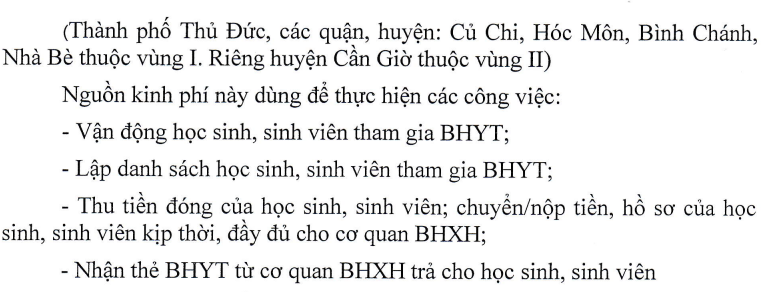 (Thành phố Thủ Đức, các quận, huyện: Củ Chi, Hóc Môn, Bình Chánh,
Nhà Bè thuộc vùng I. Riêng huyện Cần Giờ thuộc vùng II)
Nguồn kinh phí này dùng để thực hiện các công việc:
- Vận động học sinh, sinh viên tham gia BHYT;
- Lập danh sách học sinh, sinh viên tham gia BHYT;
- Thu tiền đóng của học sinh, sinh viên; chuyển/nộp tiền, hồ sơ của học
sinh, sinh viên kịp thời, đầy đủ cho cơ quan BHXH;
- Nhận thẻ BHYT từ cơ quan BHXH trả cho học sinh, sinh viên